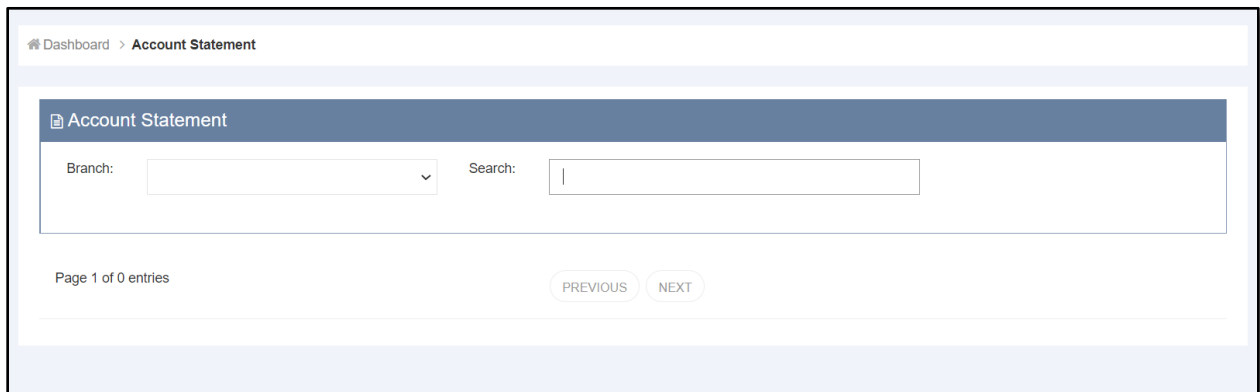 Dashboard > Account Statement
Account Statement
Branch: Search:
Page 1 of 0 entries
PREVIOUS NEXT